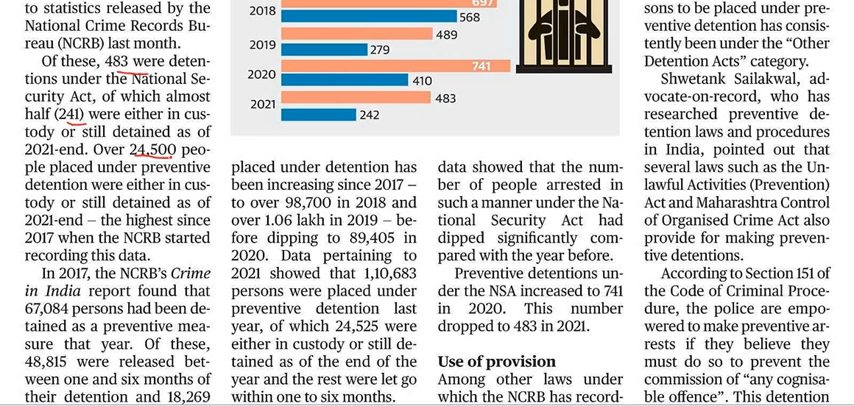 to statistics released by the
National Crime Records Bu-
reau (NCRB) last month.
Of these, 483 were deten-
tions under the National Se-
curity Act, of which almost
half (241) were either in cus-
tody or still detained as of
2021-end. Over 24,500 peo-
ple placed under preventive
detention were either in cus-
tody or still detained as of
2021-end – the highest since
2017 when the NCRB started
recording this data.
In 2017, the NCRB's Crime
in India report found that
67,084 persons had been de-
tained as a preventive mea-
sure that year. Of these,
48,815 were released bet-
ween one and six months of
their detention and 18,269
697
2018
568
489
2019
279
741
2020
410
483
2021
242
placed under detention has
been increasing since 2017 –
to over 98,700 in 2018 and
over 1.06 lakh in 2019 – be-
fore dipping to 89,405 in
2020. Data pertaining to
2021 showed that 1,10,683
persons were placed under
preventive detention last
year, of which 24,525 were
either in custody or still de-
tained as of the end of the
year and the rest were let go
within one to six months.
data showed that the num-
ber of people arrested in
such a manner under the Na-
tional Security Act had
dipped significantly com-
pared with the year before.
Preventive detentions un-
der the NSA increased to 741
in 2020. This number
dropped to 483 in 2021.
Use of provision
Among other laws under
which the NCRB has record-
sons to be placed under pre-
ventive detention has consis-
tently been under the “Other
Detention Acts” category.
Shwetank Sailakwal, ad-
vocate-on-record, who has
researched preventive de-
tention laws and procedures
in India, pointed out that
several laws such as the Un-
lawful Activities (Prevention)
Act and Maharashtra Control
of Organised Crime Act also
provide for making preven-
tive detentions.
According to Section 151 of
the Code of Criminal Proce-
dure, the police are empo-
wered to make preventive ar-
rests if they believe they
must do so to prevent the
commission of “any cognisa-
ble offence”. This detention